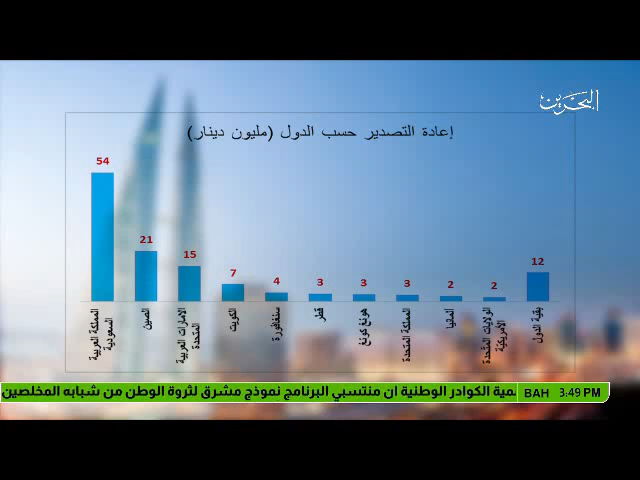 البحرين
إعادة التصدير حسب الدول (مليون دينار)
54
21
15
7
4
3
3
3
2
2
12
المملكة العربية
السعودية
الصين
الامارات العربية
المتحدة
الكويت
سنغافورة
قطر
هونغ كونغ
المملكة المتحدة
ألمانيا
الولايات المتحدة
الأمريكية
بقية الدول
مية الكوادر الوطنية ان منتسبي البرنامج نموذج مشرق لثروة الوطن من شبابه المخلصين
BAH 3:49 PM